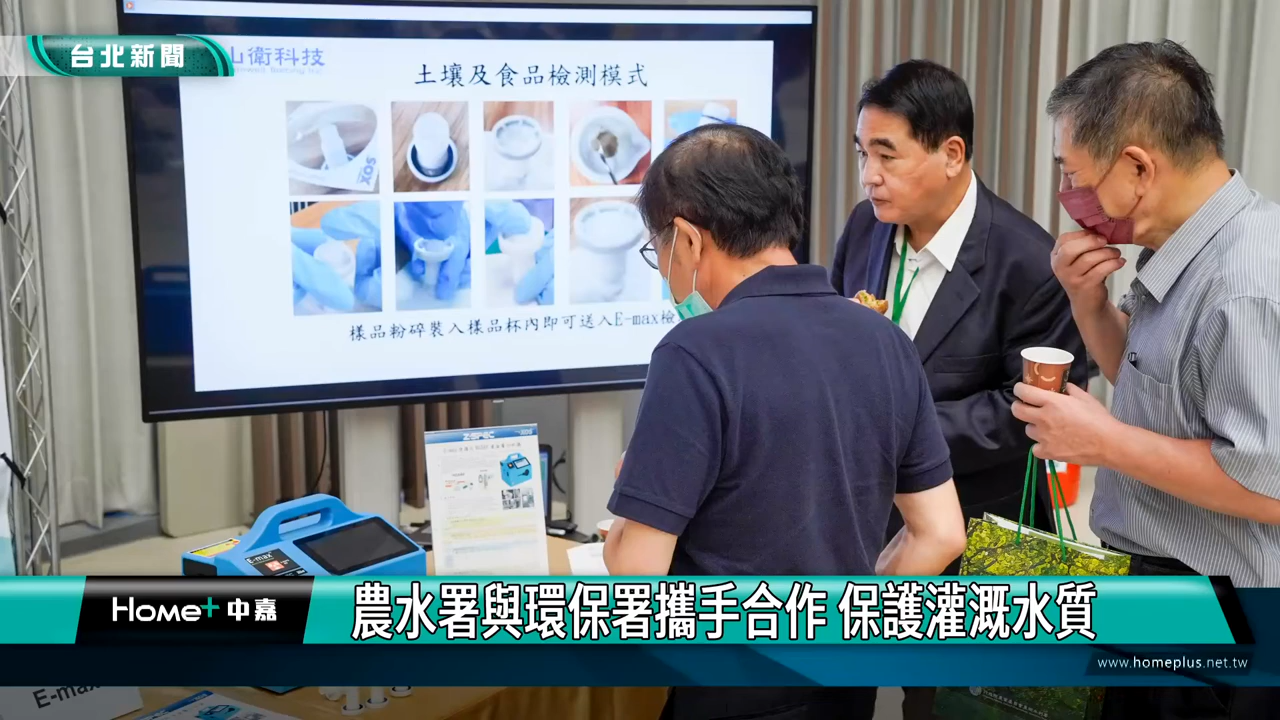 台北新聞
山衛科技
土壤及食品檢測模式
SOX
樣品粉碎裝入樣品杯內即可送入E-max檢
Z-SPEC
E-max
Home+中嘉
農水署與環保署攜手合作 保護灌溉水質
www.homeplus.net.tw
E-max